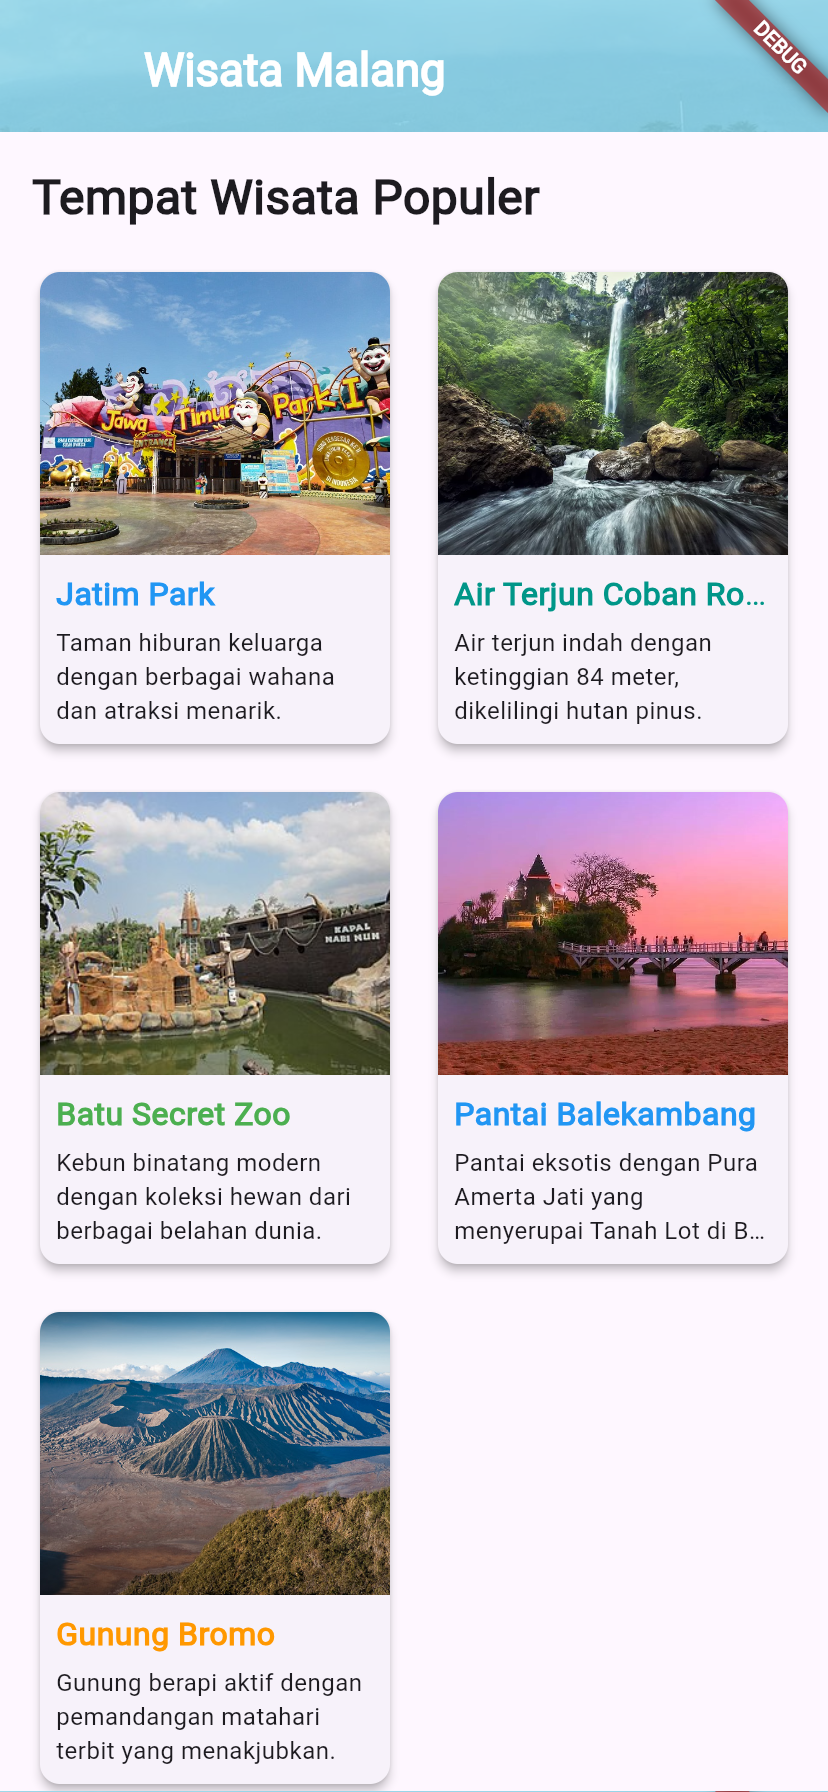 Wisata Malang
DEBUG
Tempat Wisata Populer
Jawa Timur Park I
ENTRANCE
Jatim Park
Taman hiburan keluarga
dengan berbagai wahana
dan atraksi menarik.
Air Terjun Coban Ro...
Air terjun indah dengan
ketinggian 84 meter,
dikelilingi hutan pinus.
KAPAL
NABI NUH
Batu Secret Zoo
Kebun binatang modern
dengan koleksi hewan dari
berbagai belahan dunia.
Pantai Balekambang
Pantai eksotis dengan Pura
Amerta Jati yang
menyerupai Tanah Lot di B...
Gunung Bromo
Gunung berapi aktif dengan
pemandangan matahari
terbit yang menakjubkan.